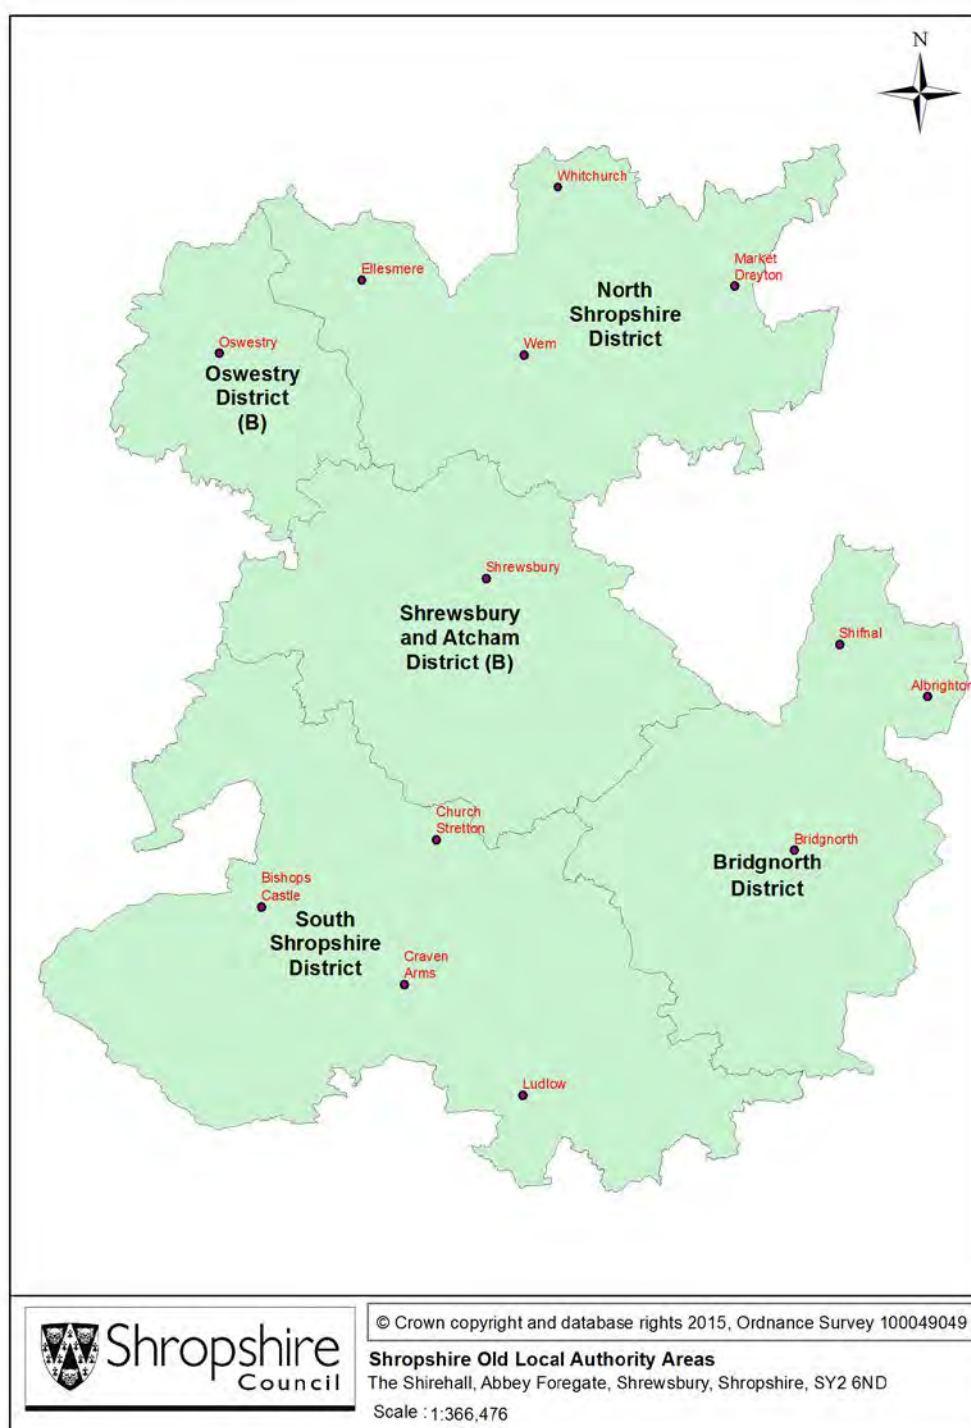 N
Whitchurch
Market
Drayton
Ellesmere
North
Shropshire
District
Oswestry
Wem
Oswestry
District
(B)
Shrewsbury
Shrewsbury
and Atcham
District (B)
Shifnal
Albrighton
Church
Stretton
Bridgnorth
Bridgnorth
District
Bishops
Castle
South
Shropshire
District
Craven
Arms
Ludlow
Shropshire
Council
© Crown copyright and database rights 2015, Ordnance Survey 100049049
Shropshire Old Local Authority Areas
The Shirehall, Abbey Foregate, Shrewsbury, Shropshire, SY2 6ND
Scale : 1:366,476